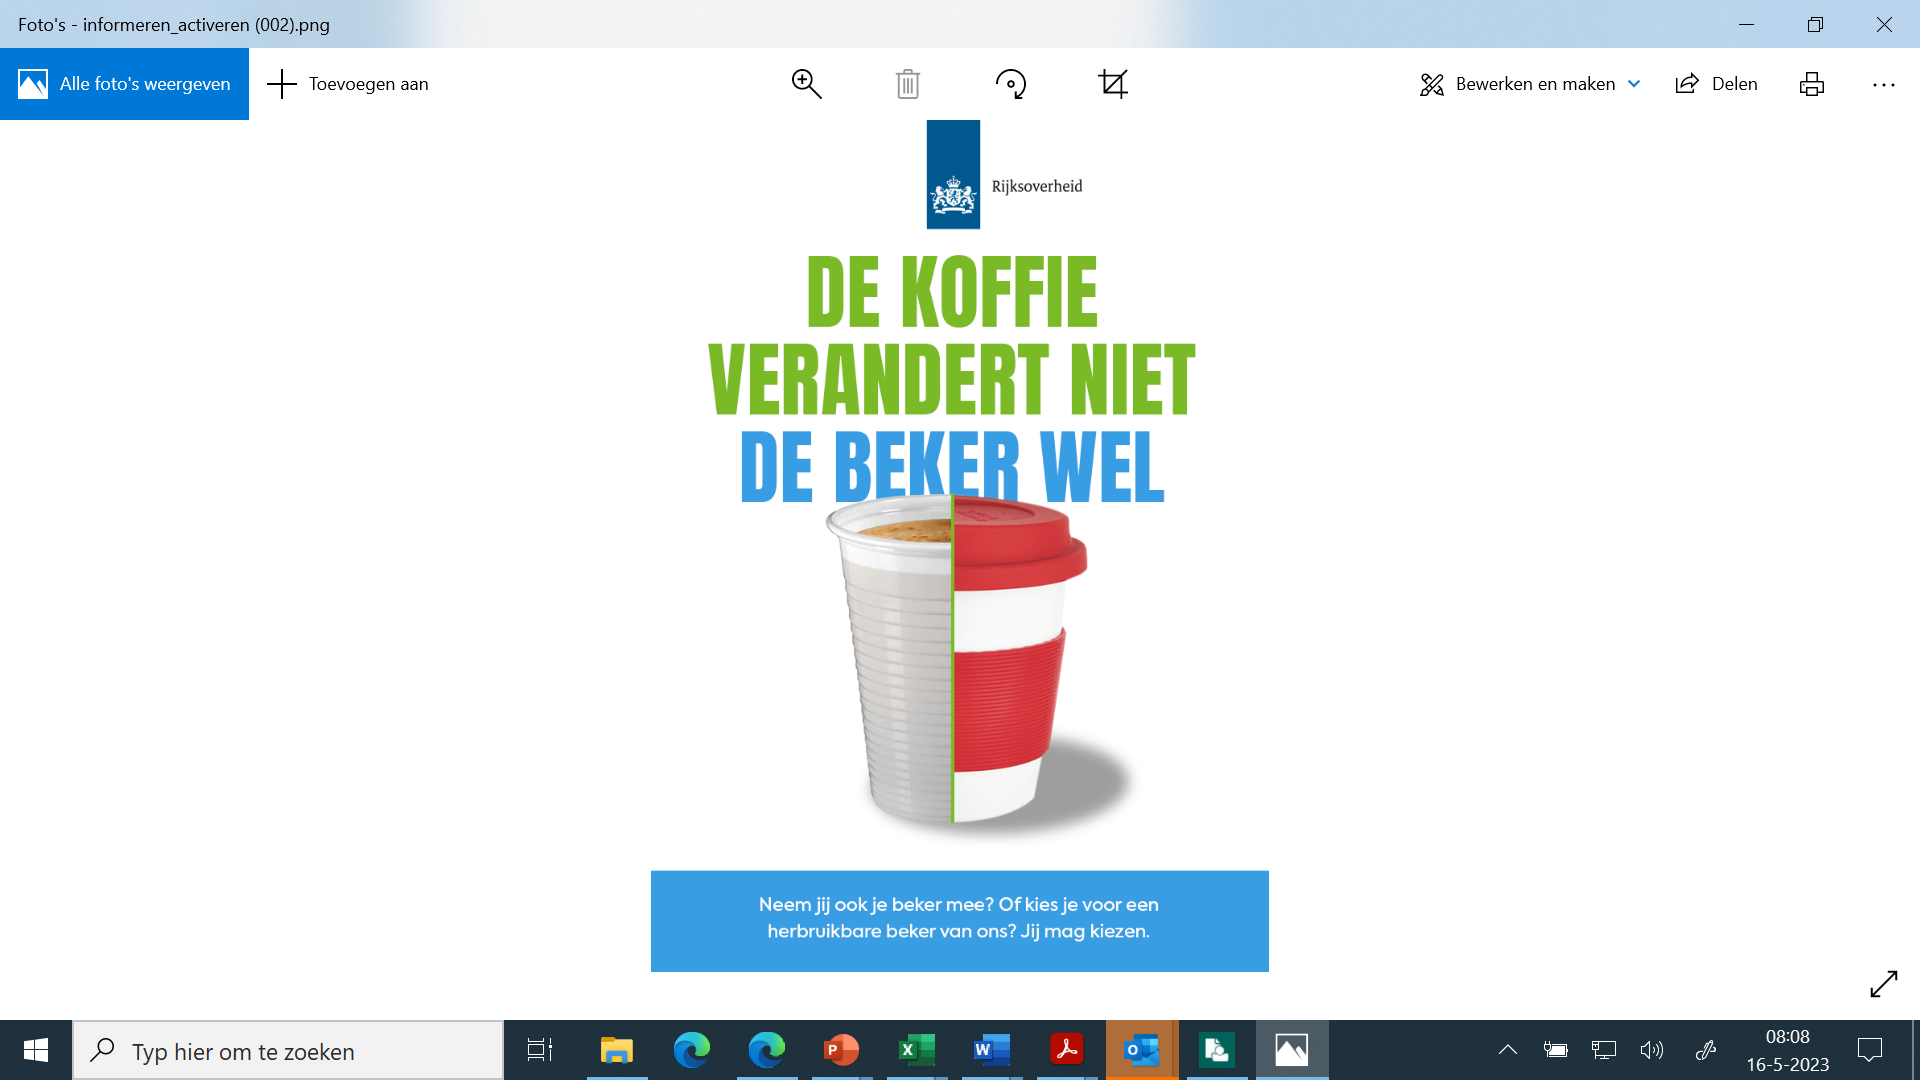 Foto's - informeren_activeren (002).png
Alle foto's weergeven
Toevoegen aan
Bewerken en maken
Delen
Rijksoverheid
DE KOFFIE
VERANDERT NIET
DE BEKER WEL
Neem jij ook je beker mee? Of kies je voor een
herbruikbare beker van ons? Jij mag kiezen.
Typ hier om te zoeken
08:08
16-5-2023